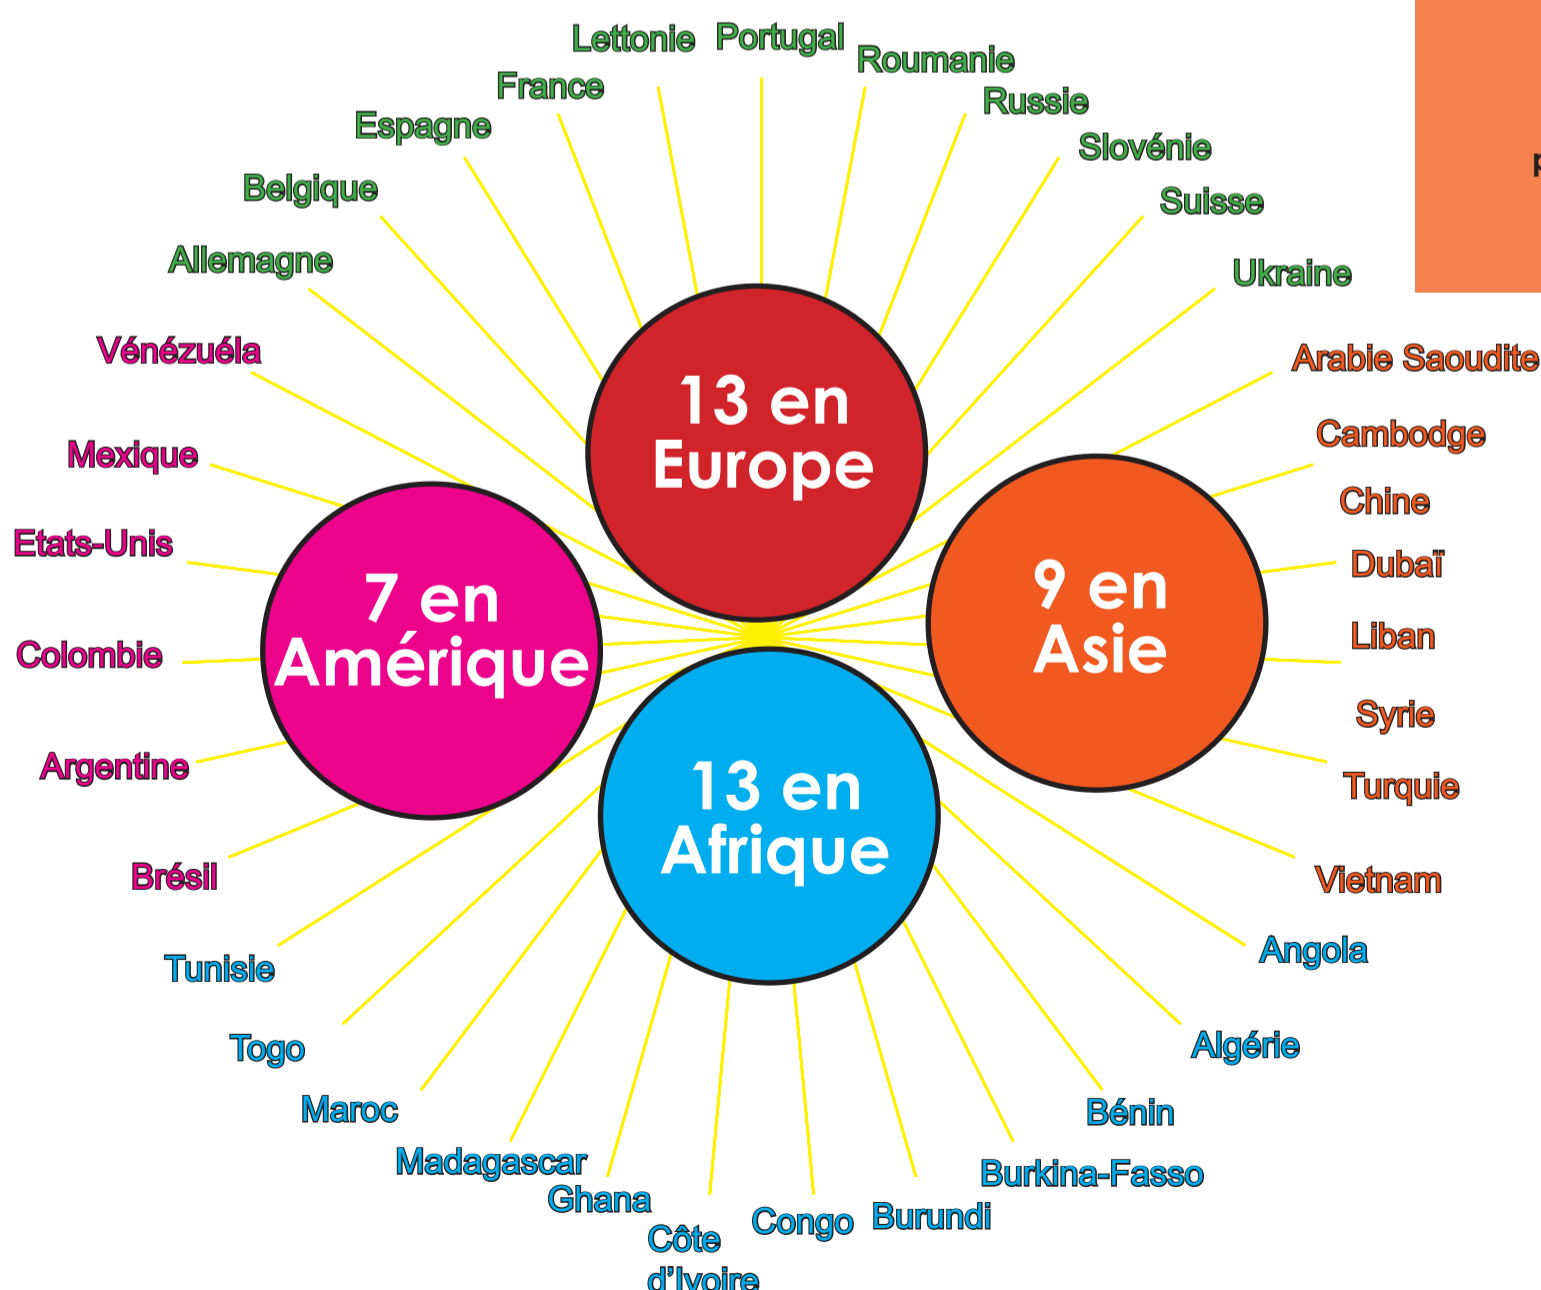 Lettonie
Portugal
Roumanie
France
Russie
Espagne
Slovénie
Belgique
Suisse
Allemagne
Ukraine
Vénézuéla
Arabie Saoudite
13 en
Europe
Mexique
Cambodge
Chine
Etats-Unis
Dubaï
7 en
Amérique
9 en
Asie
Colombie
Liban
Syrie
Argentine
Turquie
13 en
Afrique
Brésil
Vietnam
Tunisie
Angola
Togo
Algérie
Maroc
Bénin
Madagascar
Burkina-Fasso
Ghana
Côte
d'Ivoire
Congo
Burundi